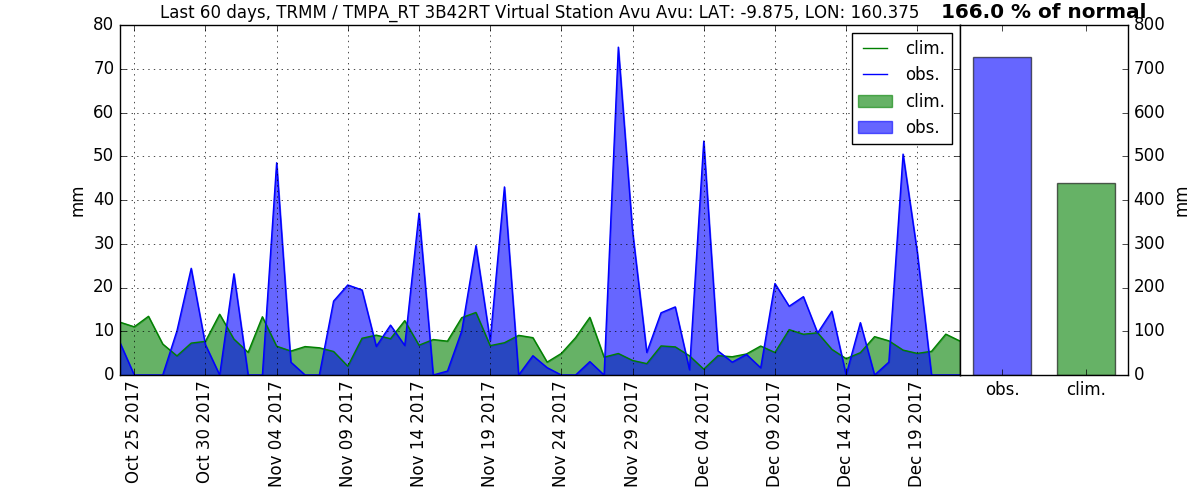 Last 60 days, TRMM / TMPA_RT 3B42RT Virtual Station Avu Avu: LAT: -9.875, LON: 160.375
166.0 % of normal
80
70
60
50
40
30
20
10
0
mm
clim.
obs.
clim.
obs.
Oct 25 2017
Oct 30 2017
Nov 04 2017
Nov 09 2017
Nov 14 2017
Nov 19 2017
Nov 24 2017
Nov 29 2017
Dec 04 2017
Dec 09 2017
Dec 14 2017
Dec 19 2017
800
700
600
500
400
300
200
100
0
mm
obs.
clim.